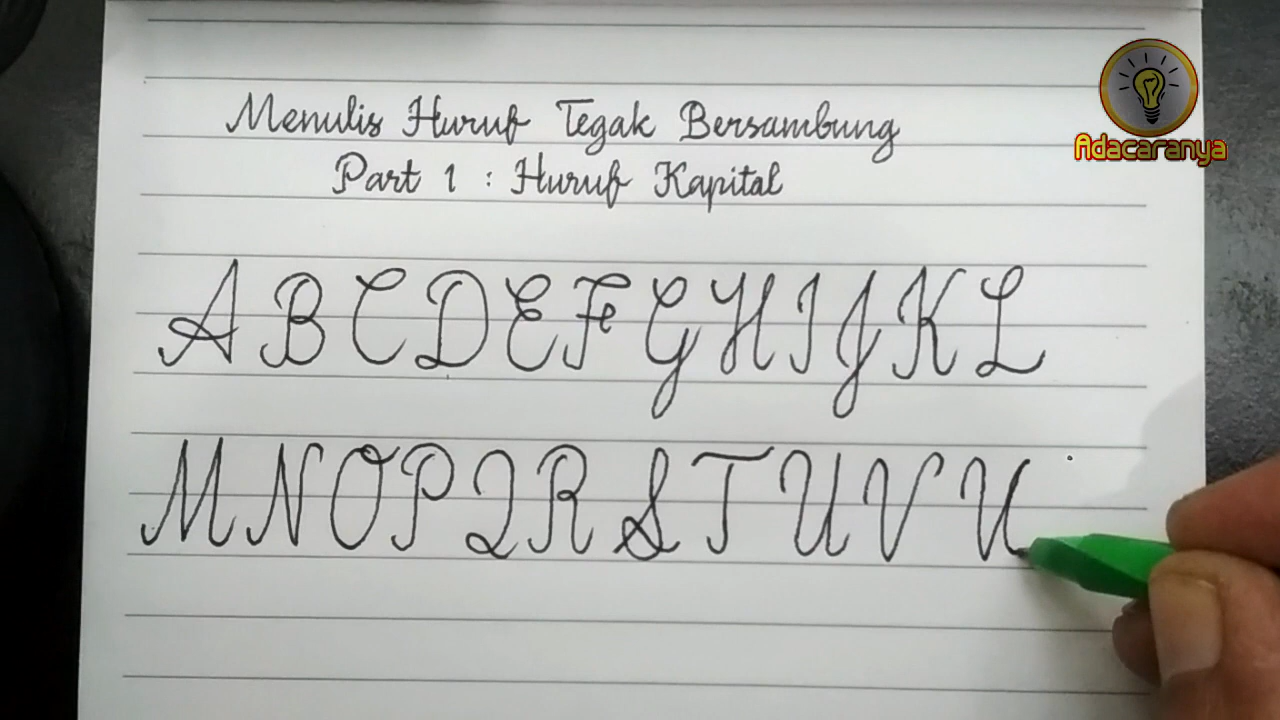 Menulis Huruf Tegak Bersambung
Part 1 : Huruf Kapital
Adacaranya
A B C D E F G H I J K L
M N O P Q R S T U V